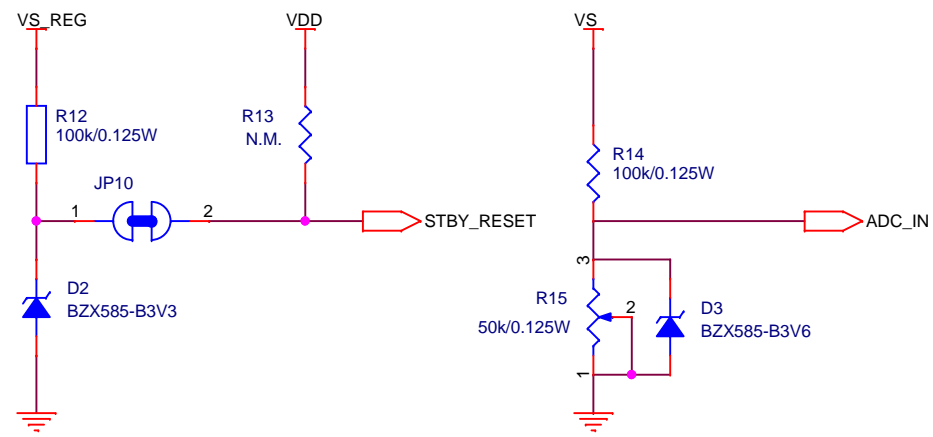 VS_REG
VDD
VS
R12
100k/0.125W
R13
N.M.
R14
100k/0.125W
JP10
1
2
STBY_RESET
ADC_IN
3
D2
BZX585-B3V3
R15
50k/0.125W
2
D3
BZX585-B3V6
1